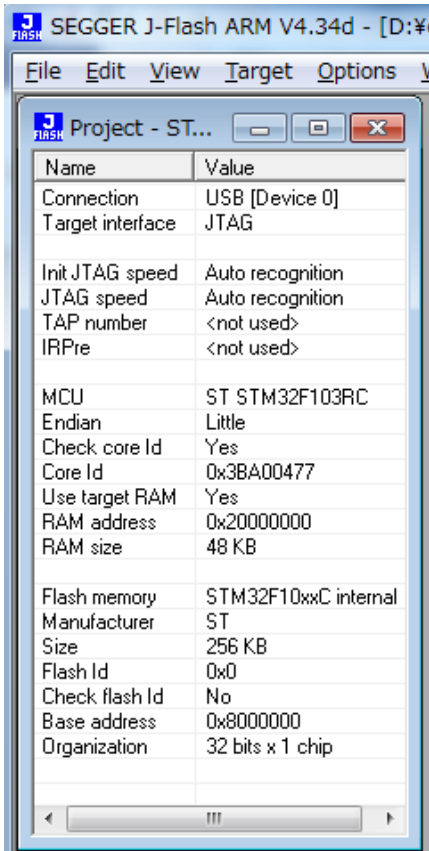 SEGGER J-Flash ARM V4.34d - [D:¥
File Edit View Target Options
Project - ST...
Name Value
Connection USB [Device 0]
Target interface JTAG
Init JTAG speed Auto recognition
JTAG speed Auto recognition
TAP number <not used>
IRPre <not used>
MCU ST STM32F103RC
Endian Little
Check core Id Yes
Core Id 0x3BA00477
Use target RAM Yes
RAM address 0x20000000
RAM size 48 KB
Flash memory STM32F10xxC internal
Manufacturer ST
Size 256 KB
Flash Id 0x0
Check flash Id No
Base address 0x8000000
Organization 32 bits x 1 chip